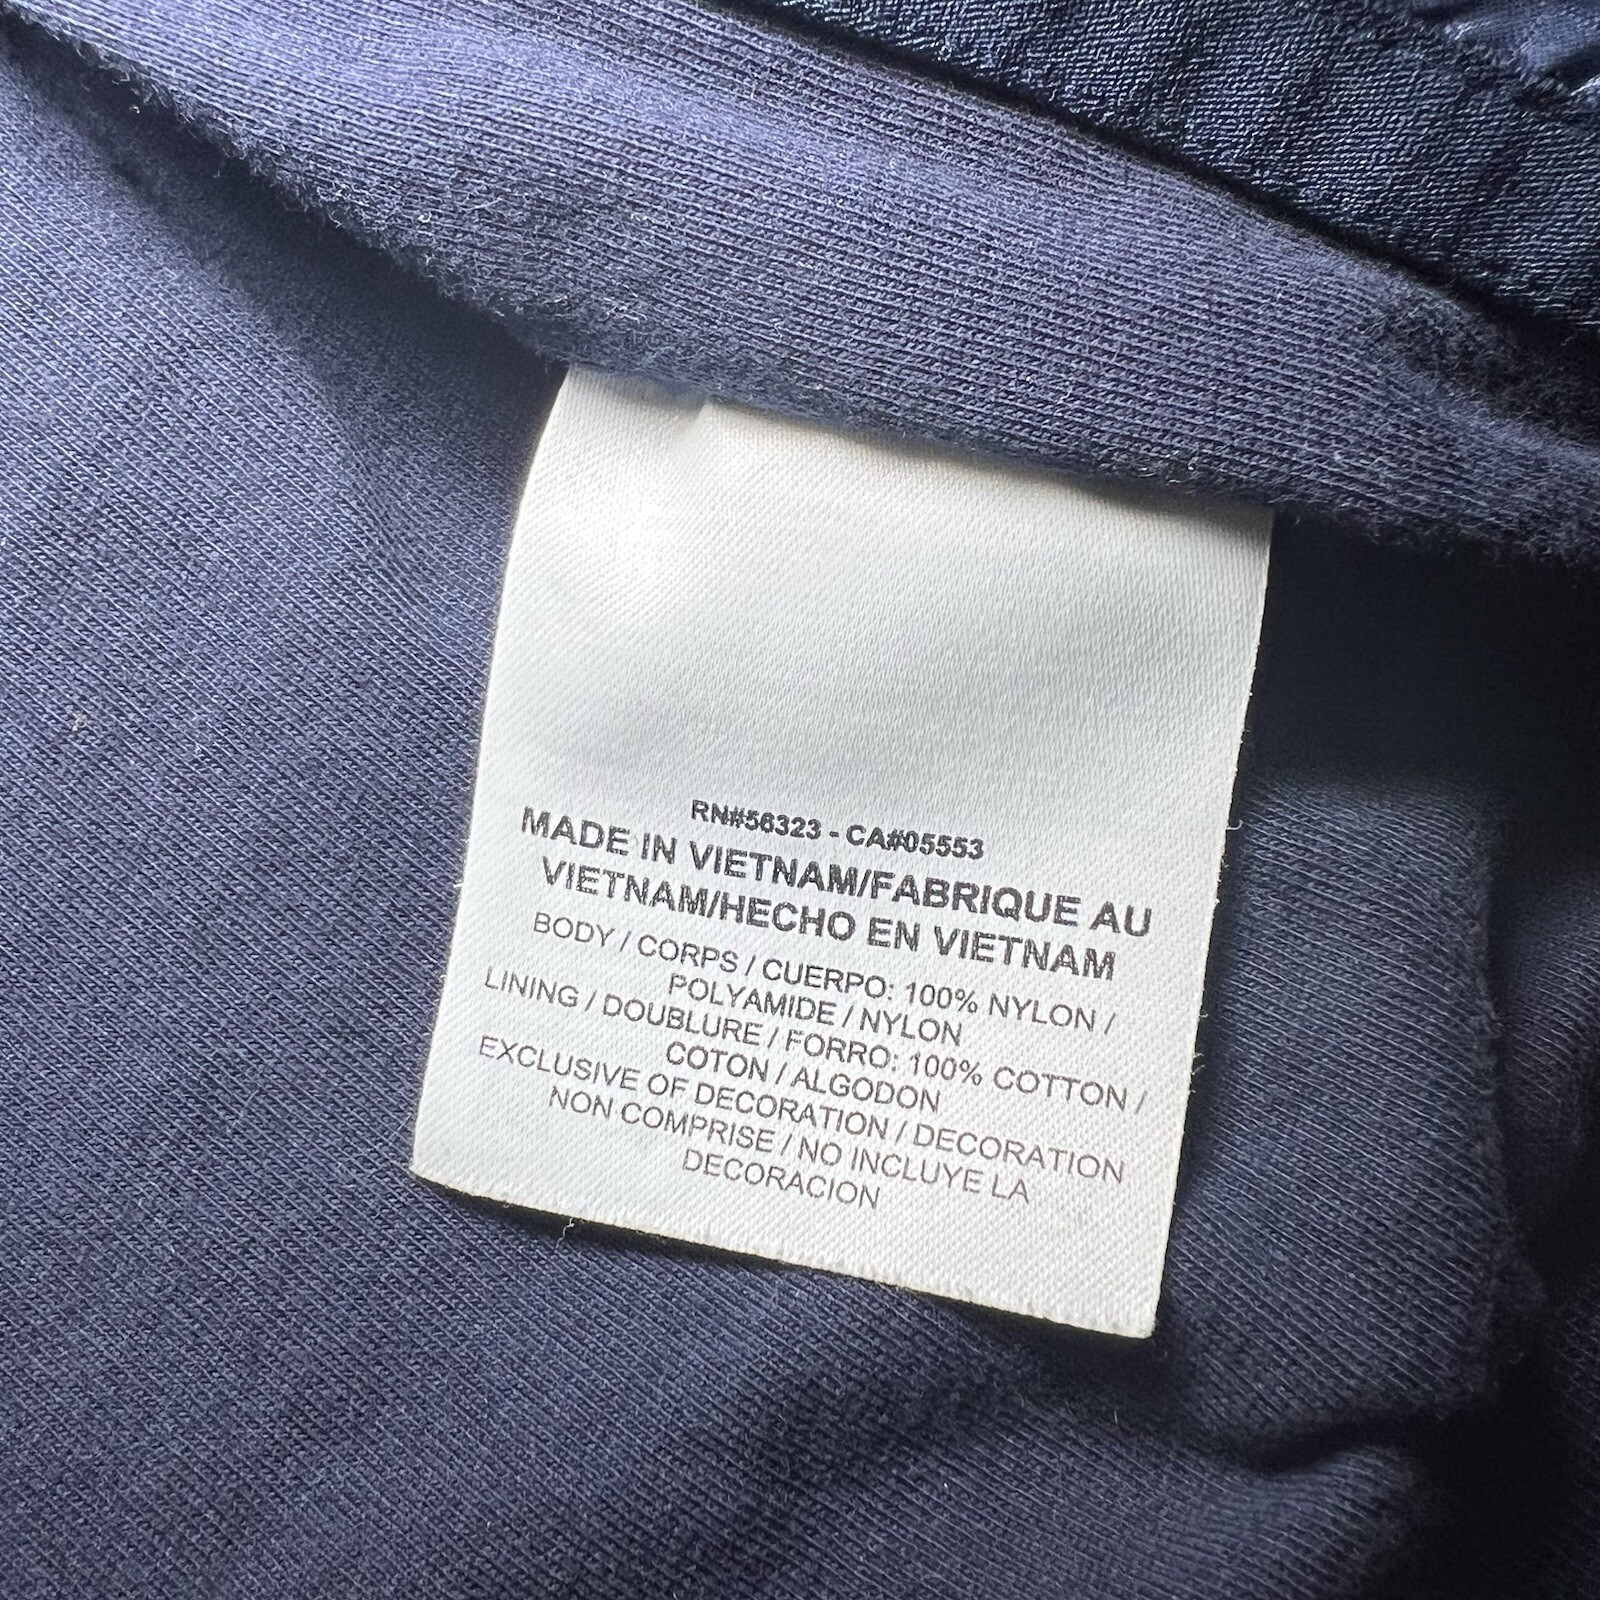 RN#56323 - CA#05553
MADE IN VIETNAM/FABRIQUE AU
VIETNAM/HECHO EN VIETNAM
BODY / CORPS / CUERPO: 100% NYLON /
POLYAMIDE / NYLON
LINING / DOUBLURE / FORRO: 100% COTTON /
COTON / ALGODON
EXCLUSIVE OF DECORATION / DECORATION
NON COMPRISE / NO INCLUYE LA
DECORACION